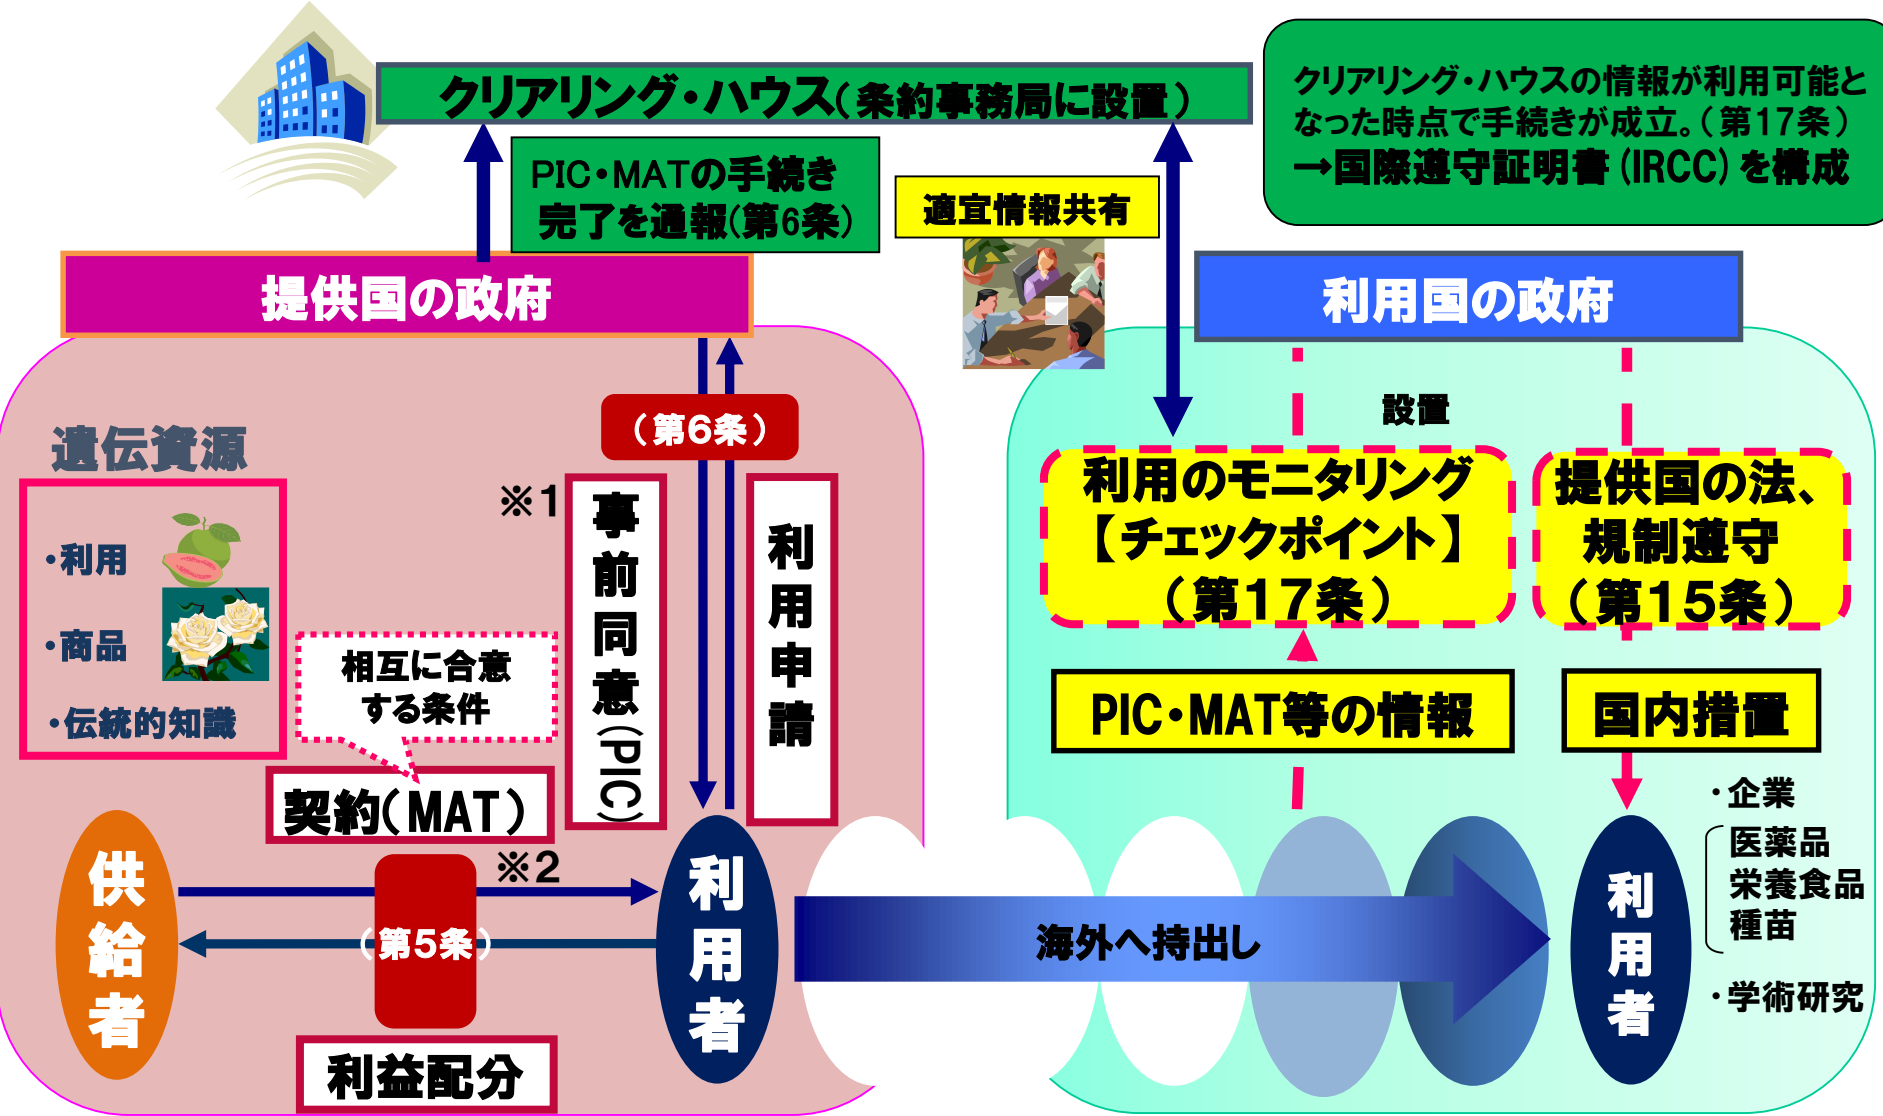 クリアリング・ハウス(条約事務局に設置)
クリアリング・ハウスの情報が利用可能と
なった時点で手続きが成立。(第17条)
→国際遵守証明書(IRCC)を構成
PIC・MATの手続き
完了を通報(第6条)
適宜情報共有
提供国の政府
利用国の政府
(第6条)
設置
遺伝資源
・利用
・商品
・伝統的知識
※1
事前同意(PIC)
利用申請
相互に合意
する条件
契約(MAT)
※2
供給者
(第5条)
利用者
利益配分
利用のモニタリング
【チェックポイント】
(第17条)
提供国の法、
規制遵守
(第15条)
PIC・MAT等の情報
国内措置
海外へ持出し
利用者
・企業
医薬品
栄養食品
種苗
・学術研究